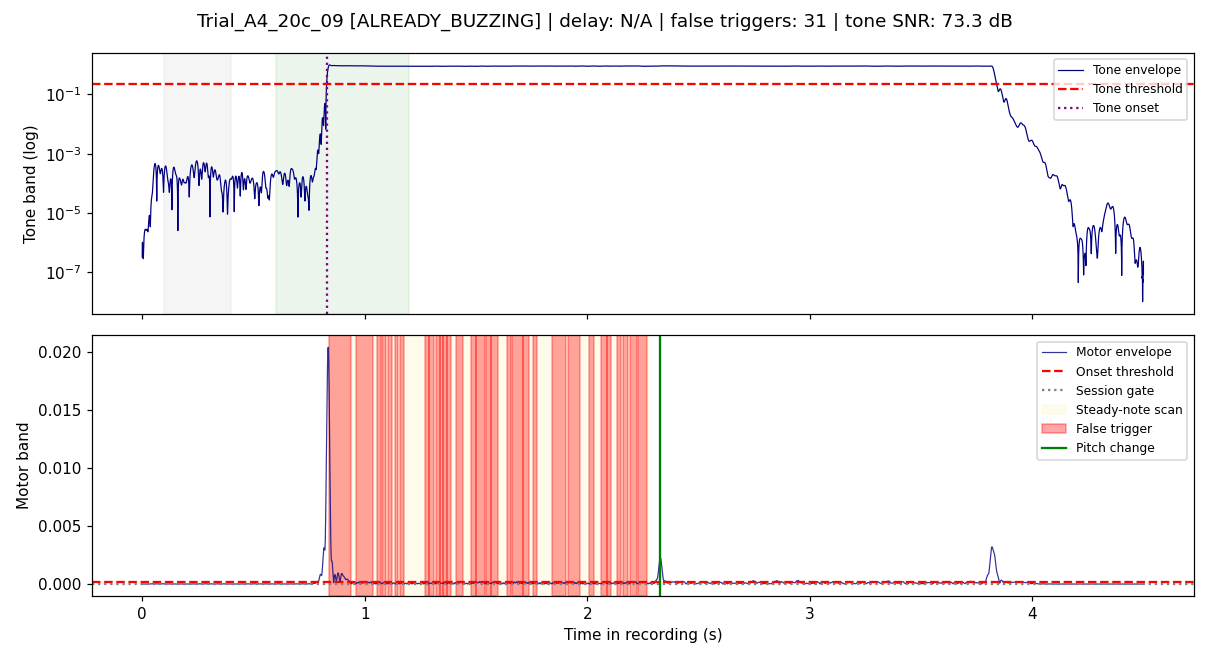 Trial_A4_20c_09 [ALREADY_BUZZING] | delay: N/A | false triggers: 31 | tone SNR: 73.3 dB
Tone band (log)
10⁻¹
10⁻³
10⁻⁵
10⁻⁷
Tone envelope
Tone threshold
Tone onset
Motor band
0.020
0.015
0.010
0.005
0.000
Motor envelope
Onset threshold
Session gate
Steady-note scan
False trigger
Pitch change
0 1 2 3 4
Time in recording (s)